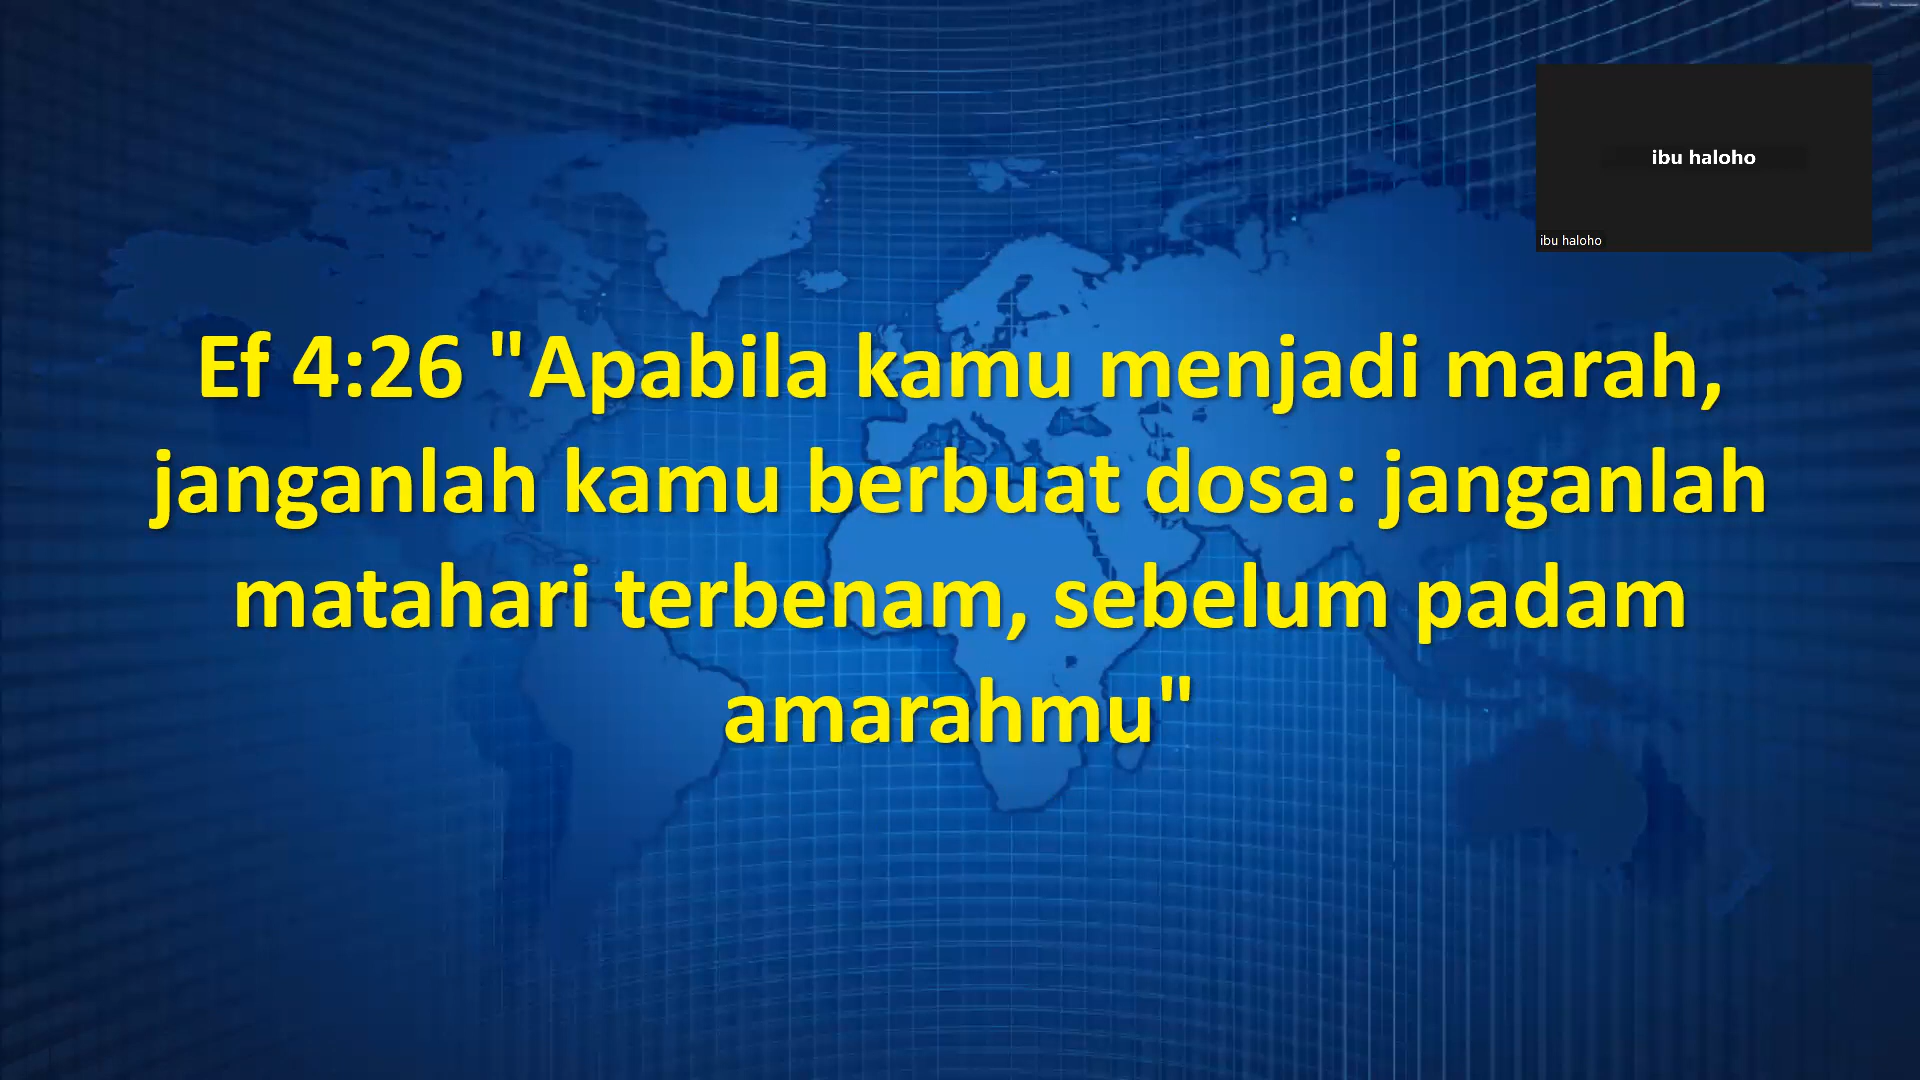 ibu haloho
ibu haloho
Ef 4:26 "Apabila kamu menjadi marah,
janganlah kamu berbuat dosa: janganlah
matahari terbenam, sebelum padam
amarahmu"